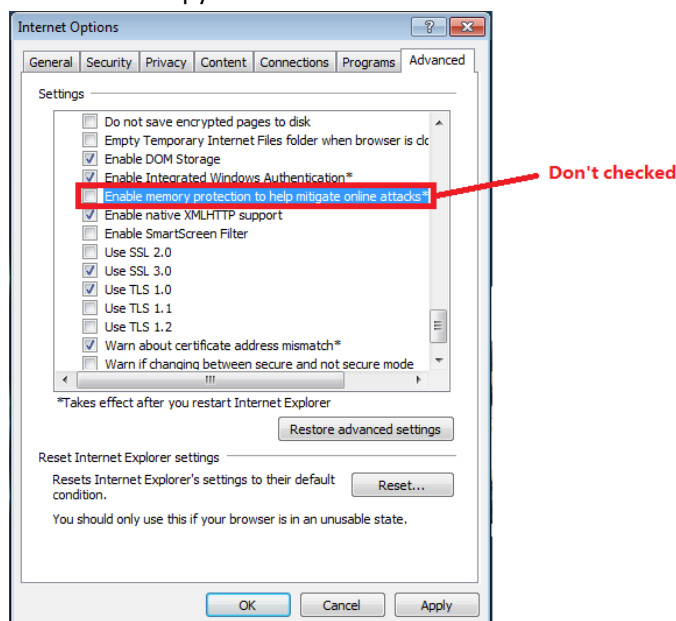 Internet Options
General Security Privacy Content Connections Programs Advanced
Settings
Do not save encrypted pages to disk
Empty Temporary Internet Files folder when browser is clc
Enable DOM Storage
Enable Integrated Windows Authentication*
Enable memory protection to help mitigate online attacks*
Don't checked
Enable native XMLHTTP support
Enable SmartScreen Filter
Use SSL 2.0
Use SSL 3.0
Use TLS 1.0
Use TLS 1.1
Use TLS 1.2
Warn about certificate address mismatch*
Warn if changing between secure and not secure mode
*Takes effect after you restart Internet Explorer
Restore advanced settings
Reset Internet Explorer settings
Resets Internet Explorer's settings to their default
condition.
Reset...
You should only use this if your browser is in an unusable state.
OK Cancel Apply